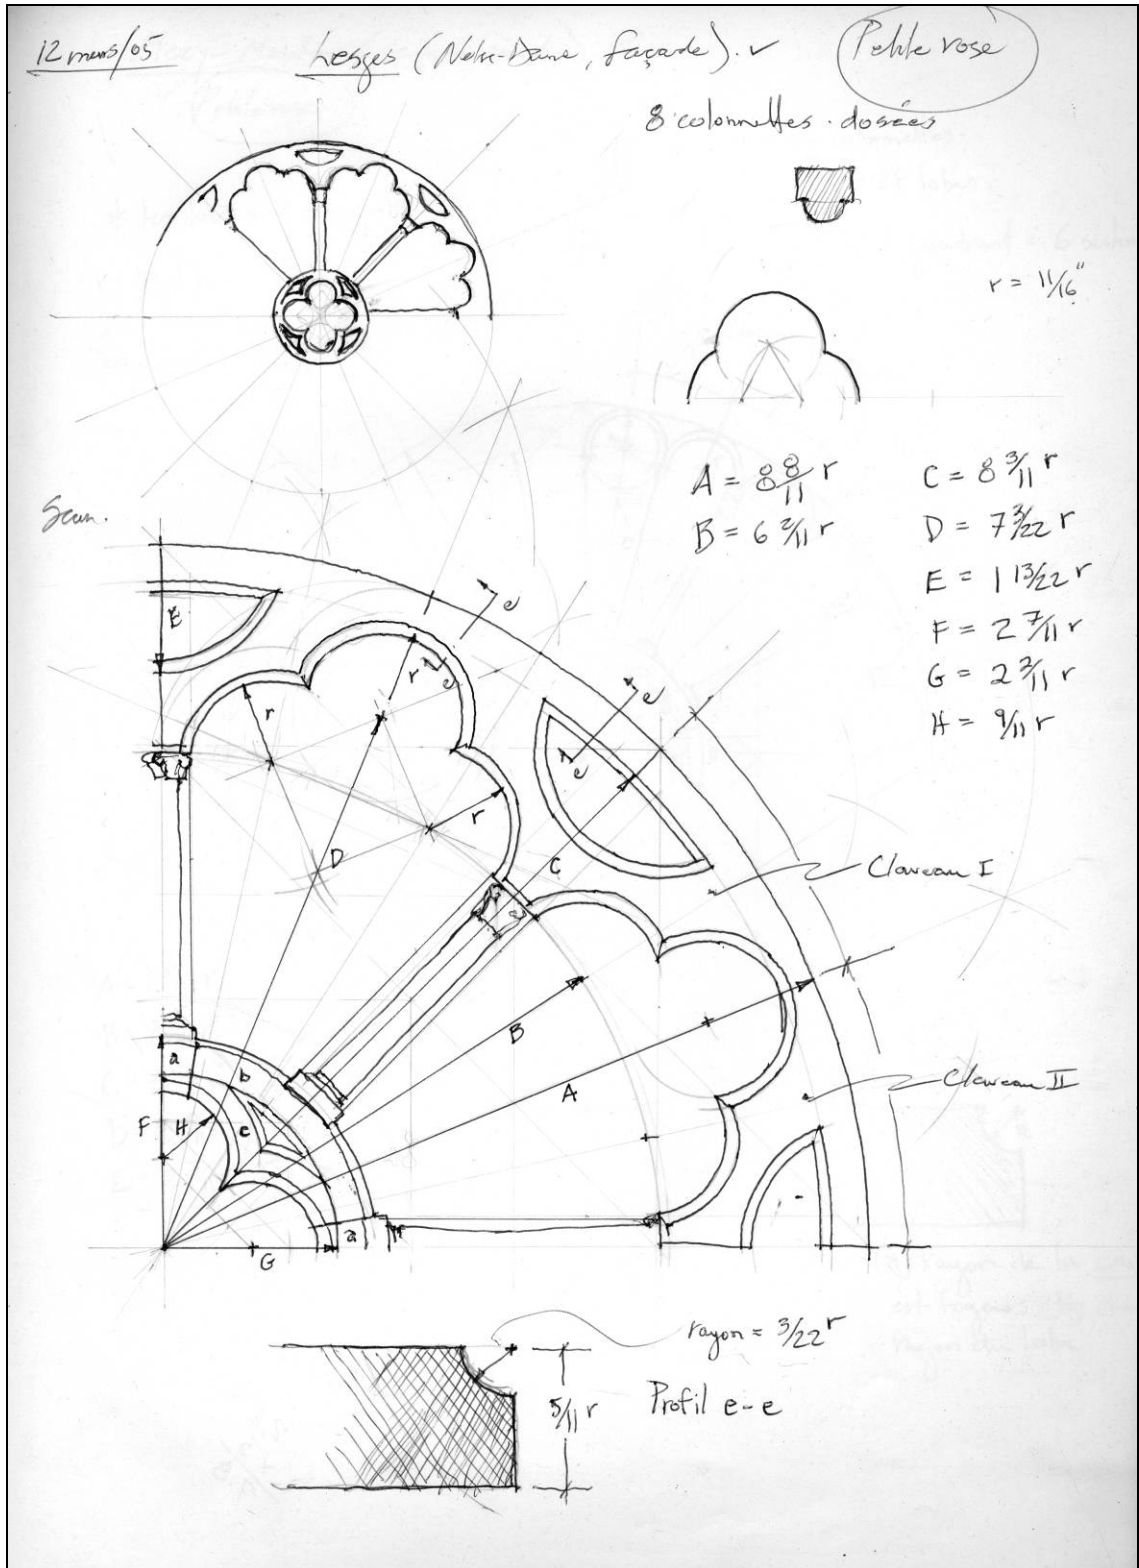 12 mars/05
Lesges (Notre-Dame, façade). ✓
Petite rose
8 colonnettes dosées
r = 11/16"
A = 8 8/11 r
B = 6 2/11 r
C = 8 3/11 r
D = 7 3/22 r
E = 1 13/22 r
F = 2 7/11 r
G = 2 2/11 r
H = 9/11 r
Scan.
E
e
r
e
r
e
e
r
D
C
Claveau I
B
A
a
b
Claveau II
F
H
c
a
G
rayon = 3/22 r
5/11 r
Profil e-e